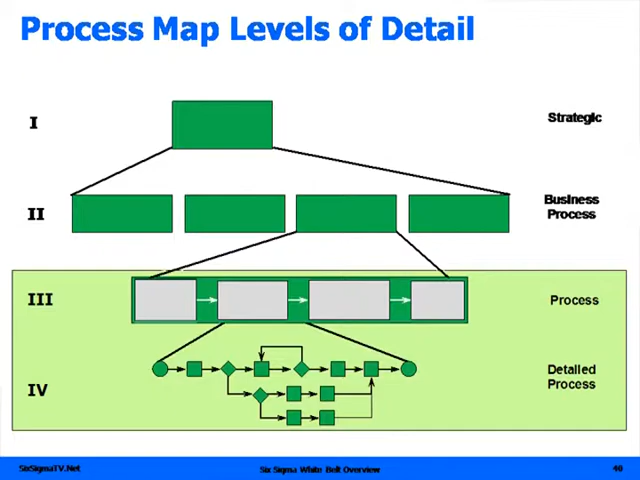 Process Map Levels of Detail
I
Strategic
II
Business
Process
III
Process
IV
Detailed
Process
SixSigmaTV.Net
Six Sigma White Belt Overview
40